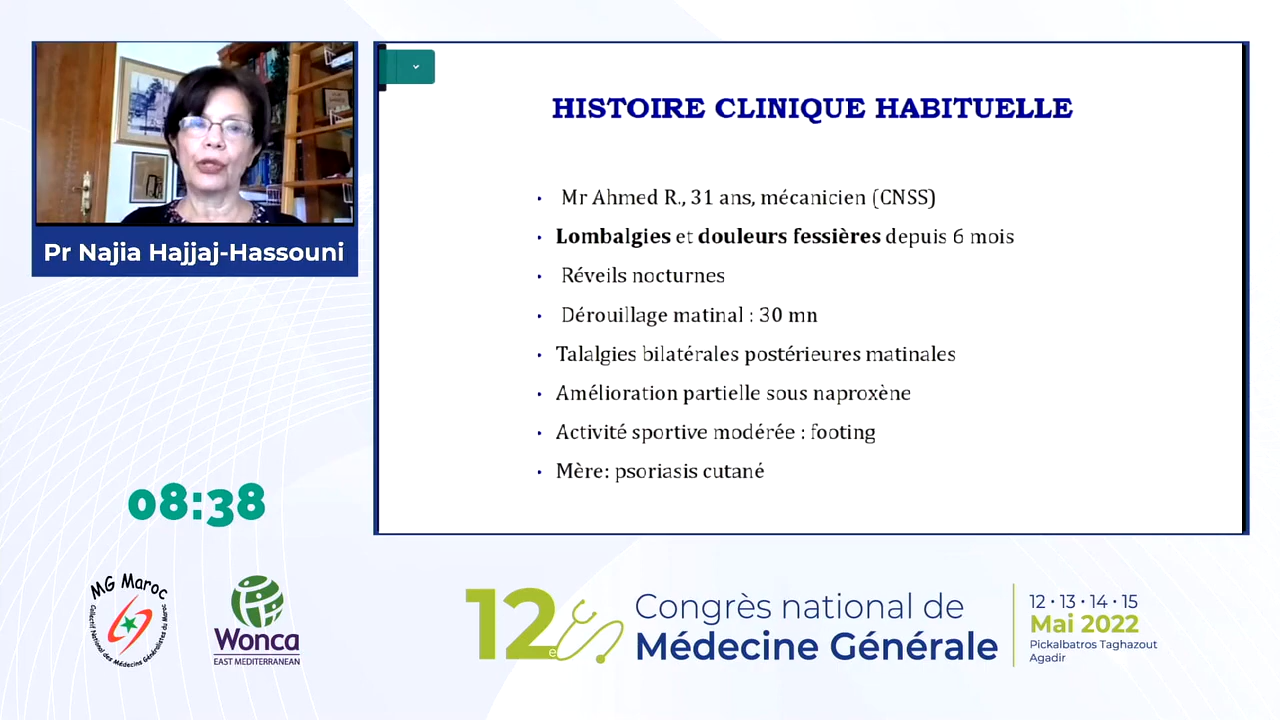 Pr Najia Hajjaj-Hassouni
HISTOIRE CLINIQUE HABITUELLE
• Mr Ahmed R., 31 ans, mécanicien (CNSS)
• Lombalgies et douleurs fessières depuis 6 mois
• Réveils nocturnes
• Dérouillage matinal : 30 mn
• Talalgies bilatérales postérieures matinales
• Amélioration partielle sous naproxène
• Activité sportive modérée : footing
• Mère: psoriasis cutané
08:38
MG Maroc
Collectif National des Médecins Généralistes du Maroc
Wonca
EAST MEDITERRANEAN
12e
Congrès national de
Médecine Générale
12 • 13 • 14 • 15
Mai 2022
Pickalbatros Taghazout
Agadir